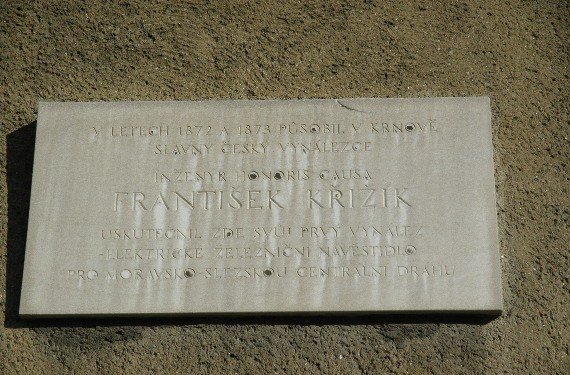 V LETECH 1872 A 1873 PŮSOBIL V KRNOVĚ
SLAVNÝ ČESKÝ VYNÁLEZCE
INŽENÝR HONORIS CAUSA
FRANTIŠEK KŘIŽÍK
USKUTEČNIL ZDE SVŮJ PRVÝ VYNÁLEZ
-ELEKTRICKÉ ŽELEZNIČNÍ NÁVĚSTIDLO
PRO MORAVSKO-SLEZSKOU CENTRÁLNÍ DRÁHU